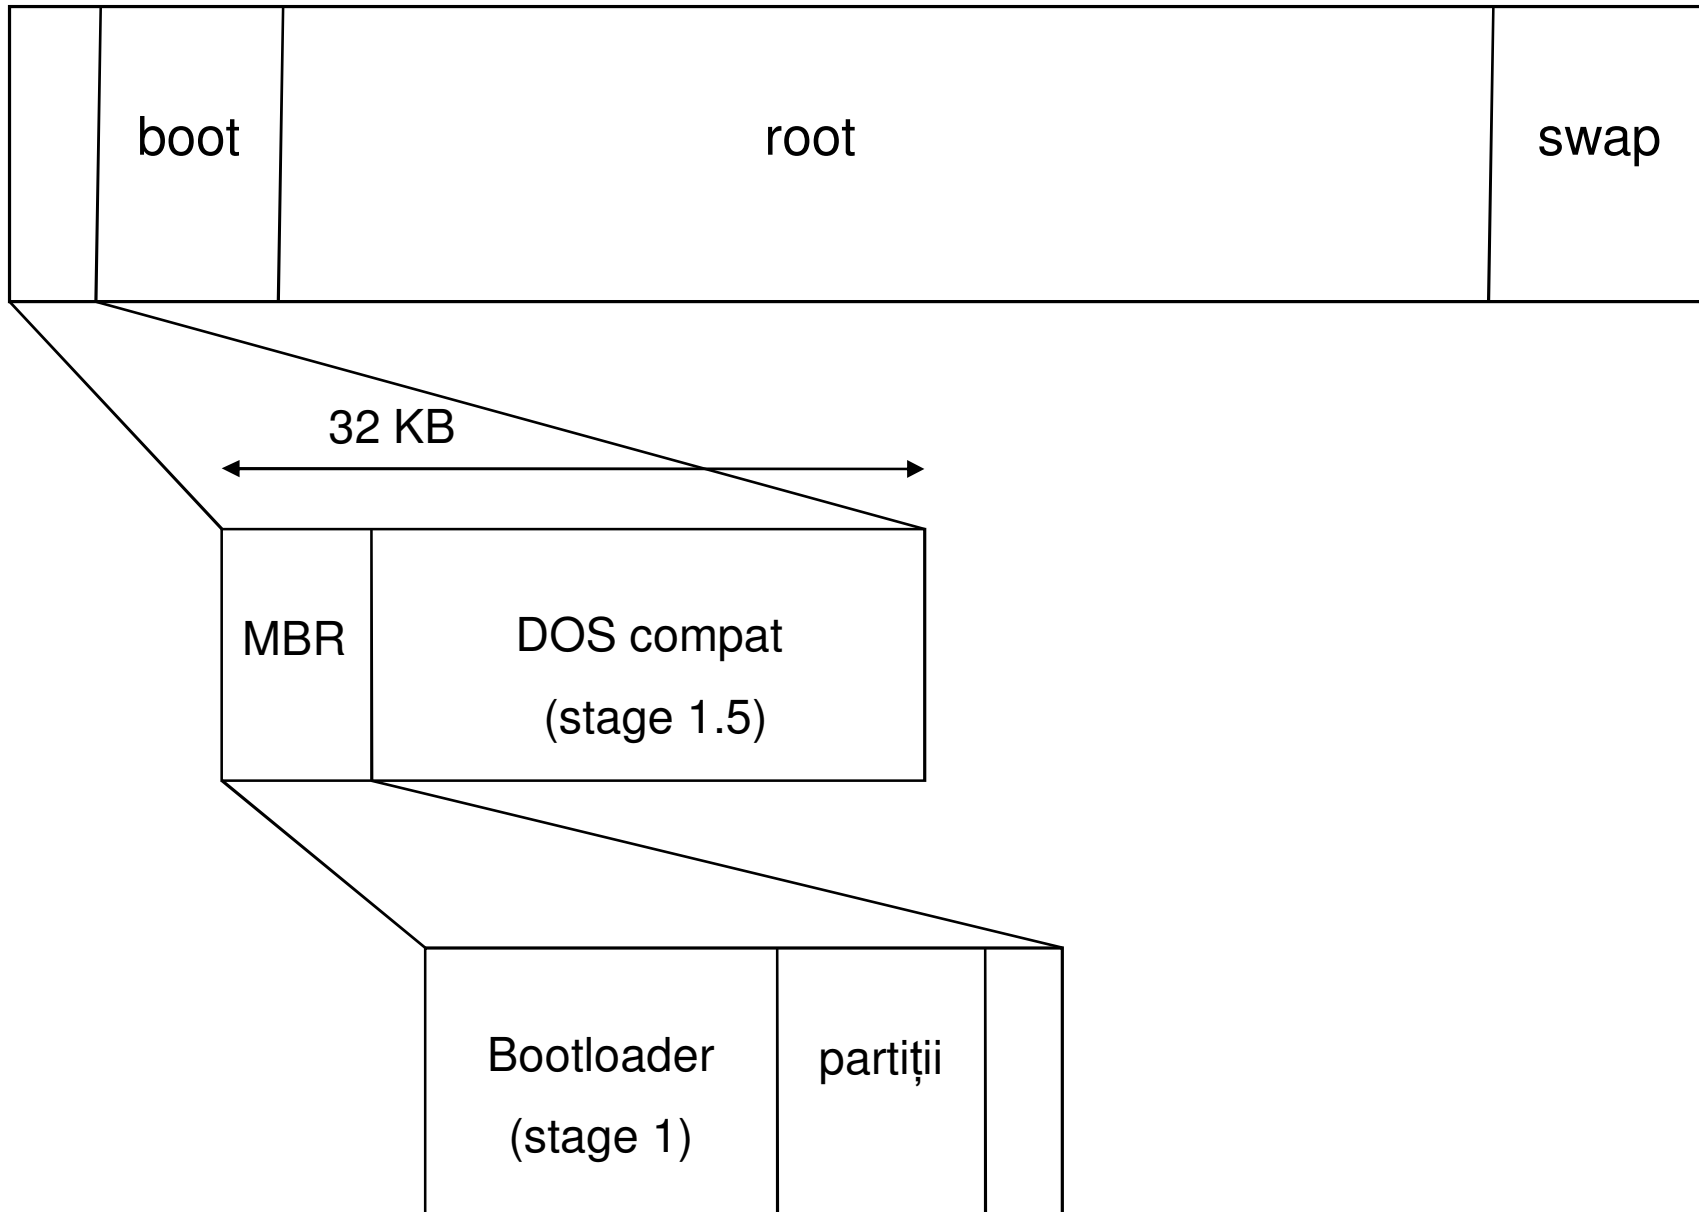 boot
root
swap
32 KB
MBR
DOS compat
(stage 1.5)
Bootloader
(stage 1)
partiții